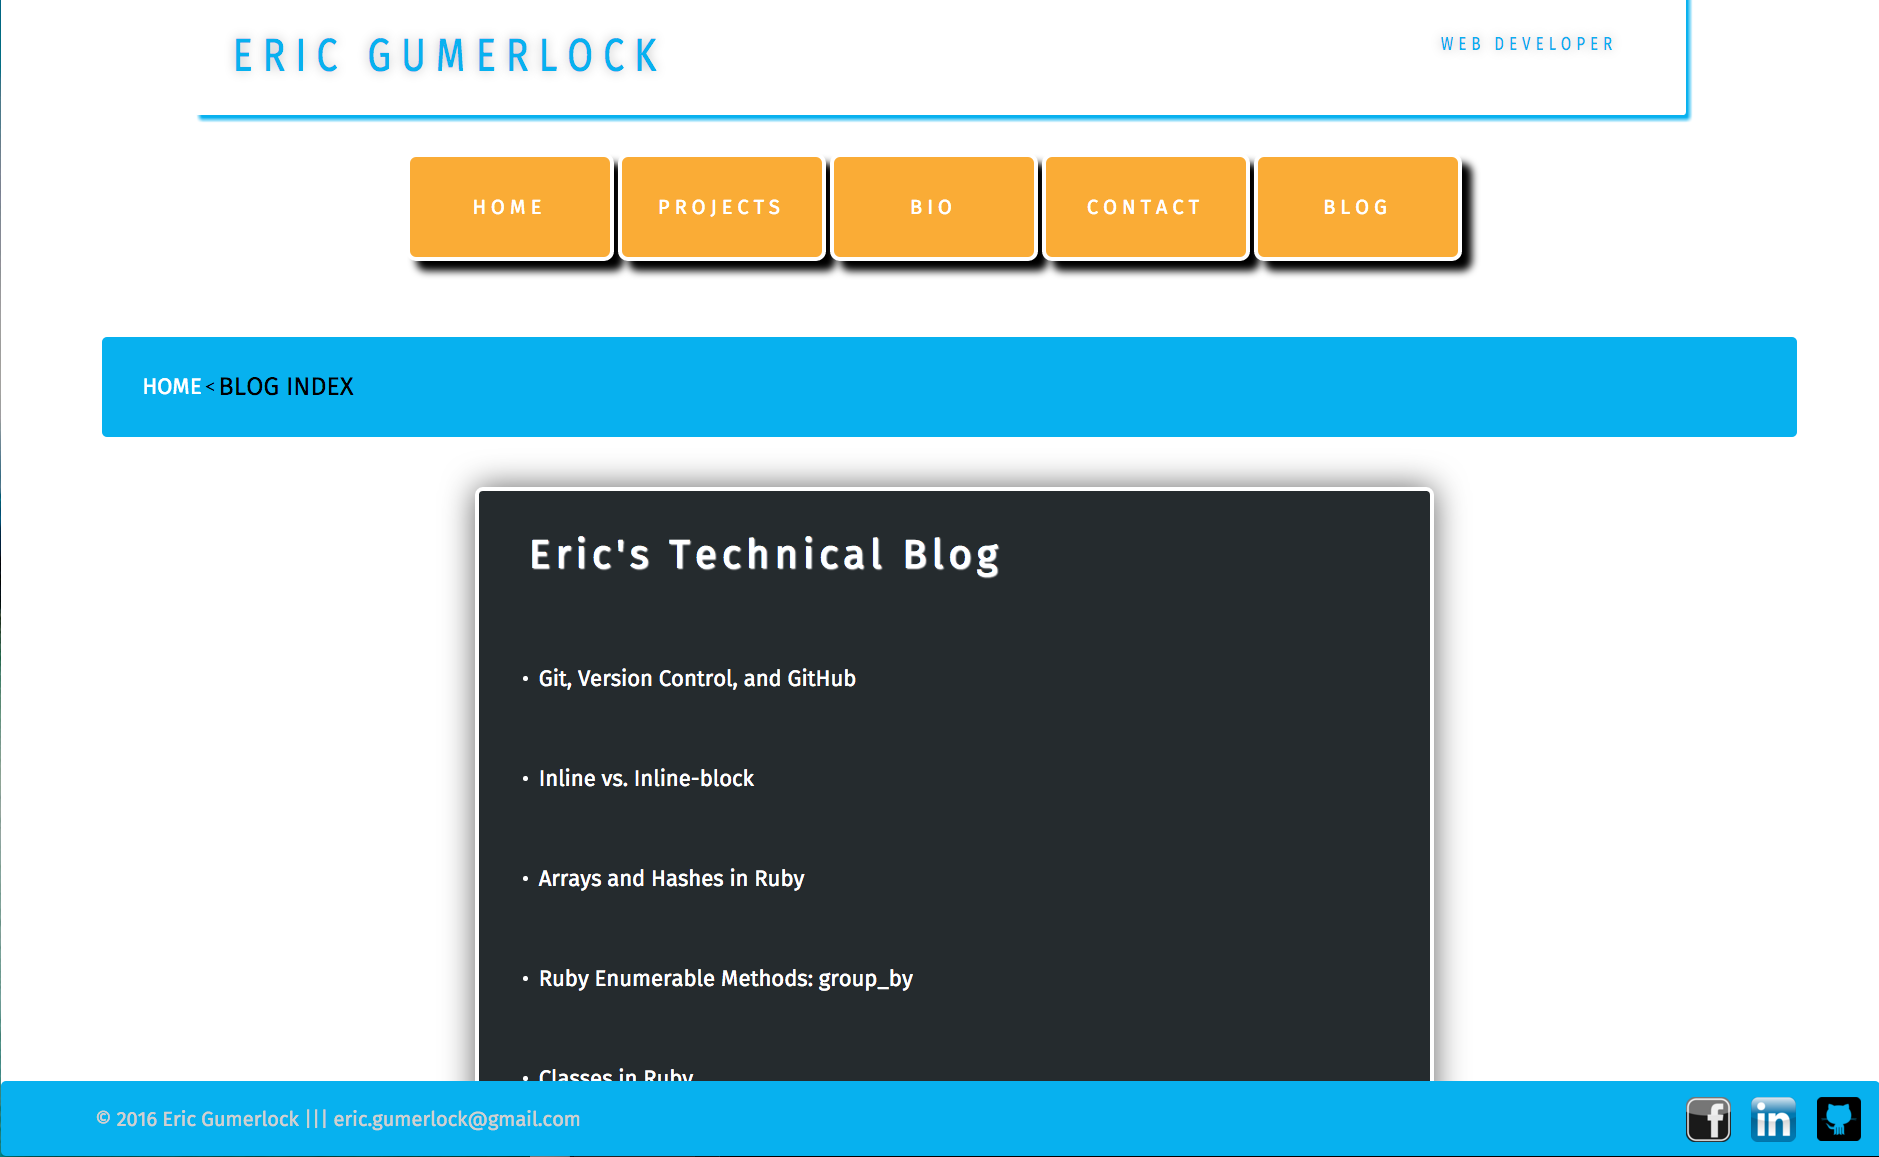 ERIC GUMERLOCK
WEB DEVELOPER
HOME PROJECTS BIO CONTACT BLOG
HOME < BLOG INDEX
Eric's Technical Blog
• Git, Version Control, and GitHub
• Inline vs. Inline-block
• Arrays and Hashes in Ruby
• Ruby Enumerable Methods: group_by
• Classes in Ruby
© 2016 Eric Gumerlock ||| eric.gumerlock@gmail.com
f in